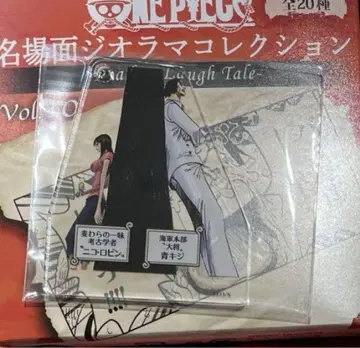 ONE PIECE
全20種
名場面ジオラマコレクション
Laugh Tale-
Vol.
麦わらの一味
考古学者
"ニコ・ロビン"
海軍本部
"大将"
青キジ